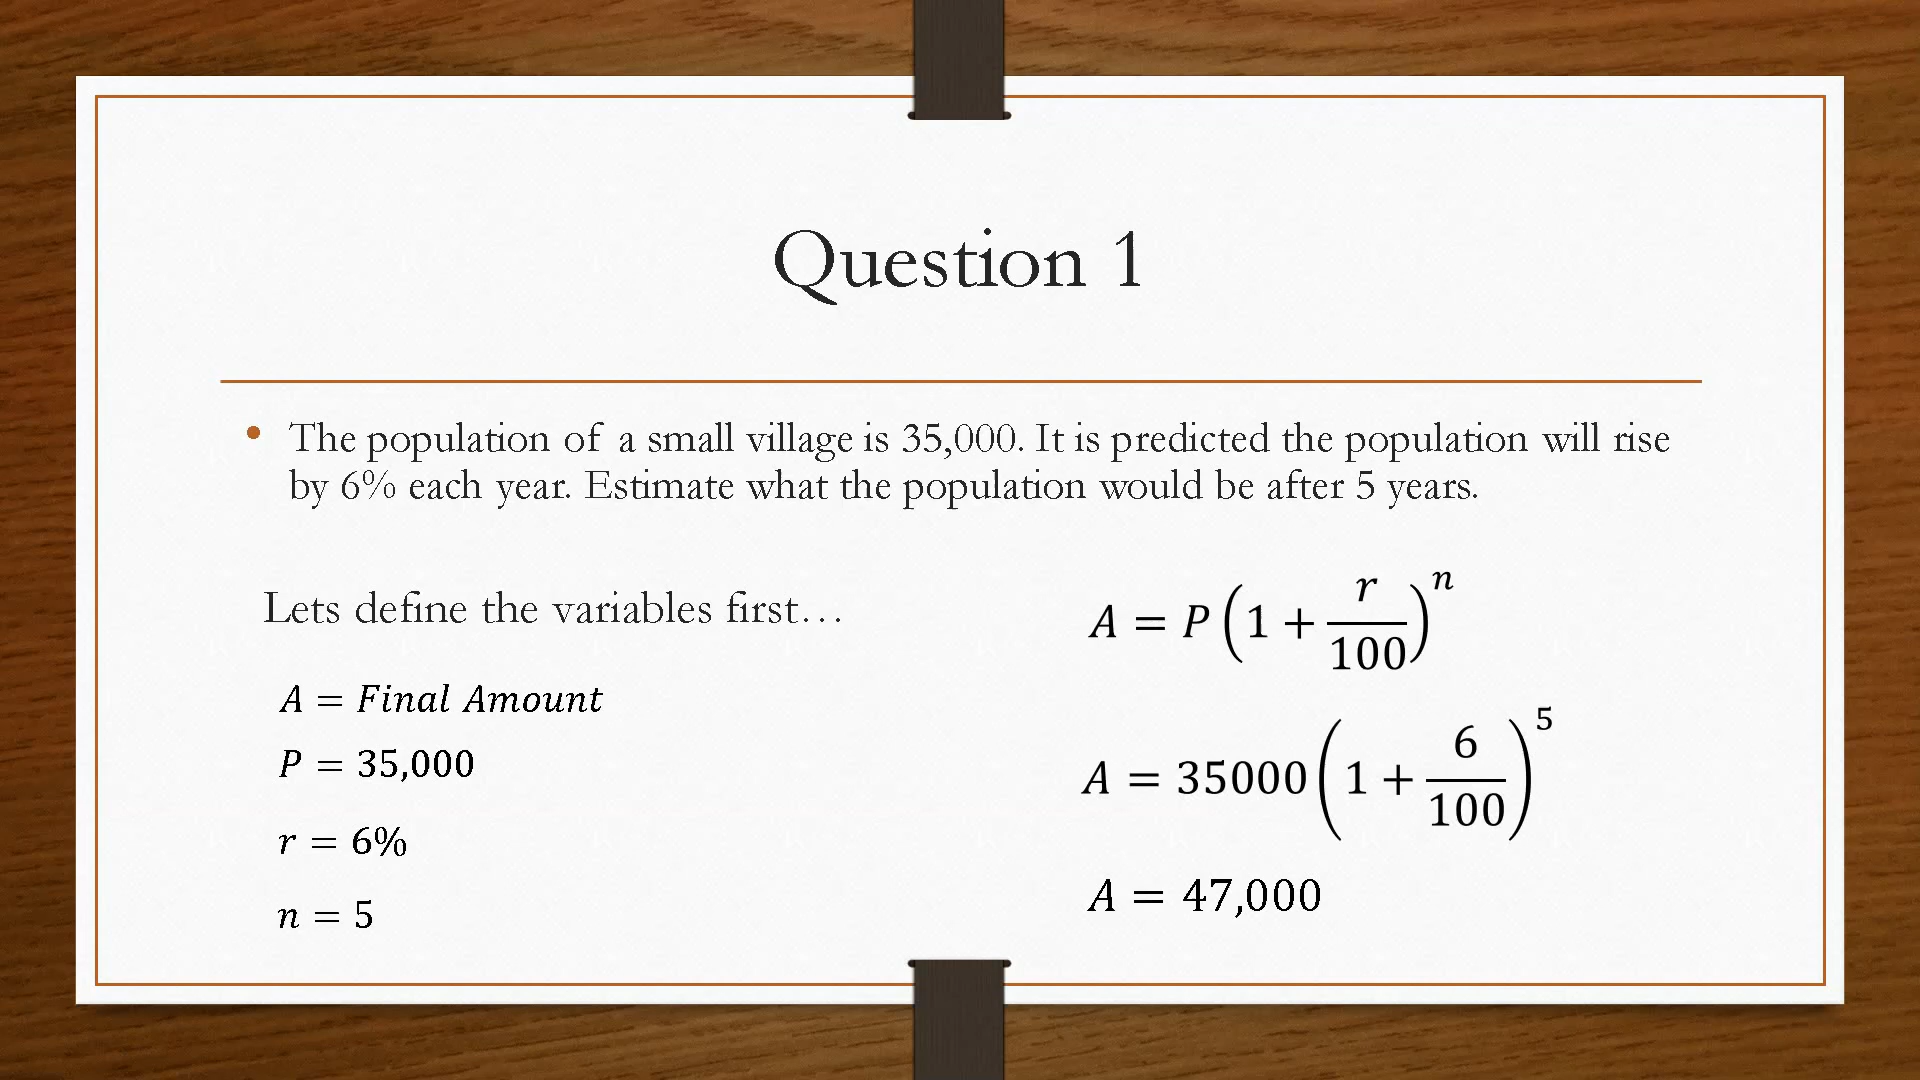 Question 1
• The population of a small village is 35,000. It is predicted the population will rise
by 6% each year. Estimate what the population would be after 5 years.
Lets define the variables first…
A = Final Amount
P = 35,000
r = 6%
n = 5
A = P(1 + r/100)^n
A = 35000(1 + 6/100)^5
A = 47,000